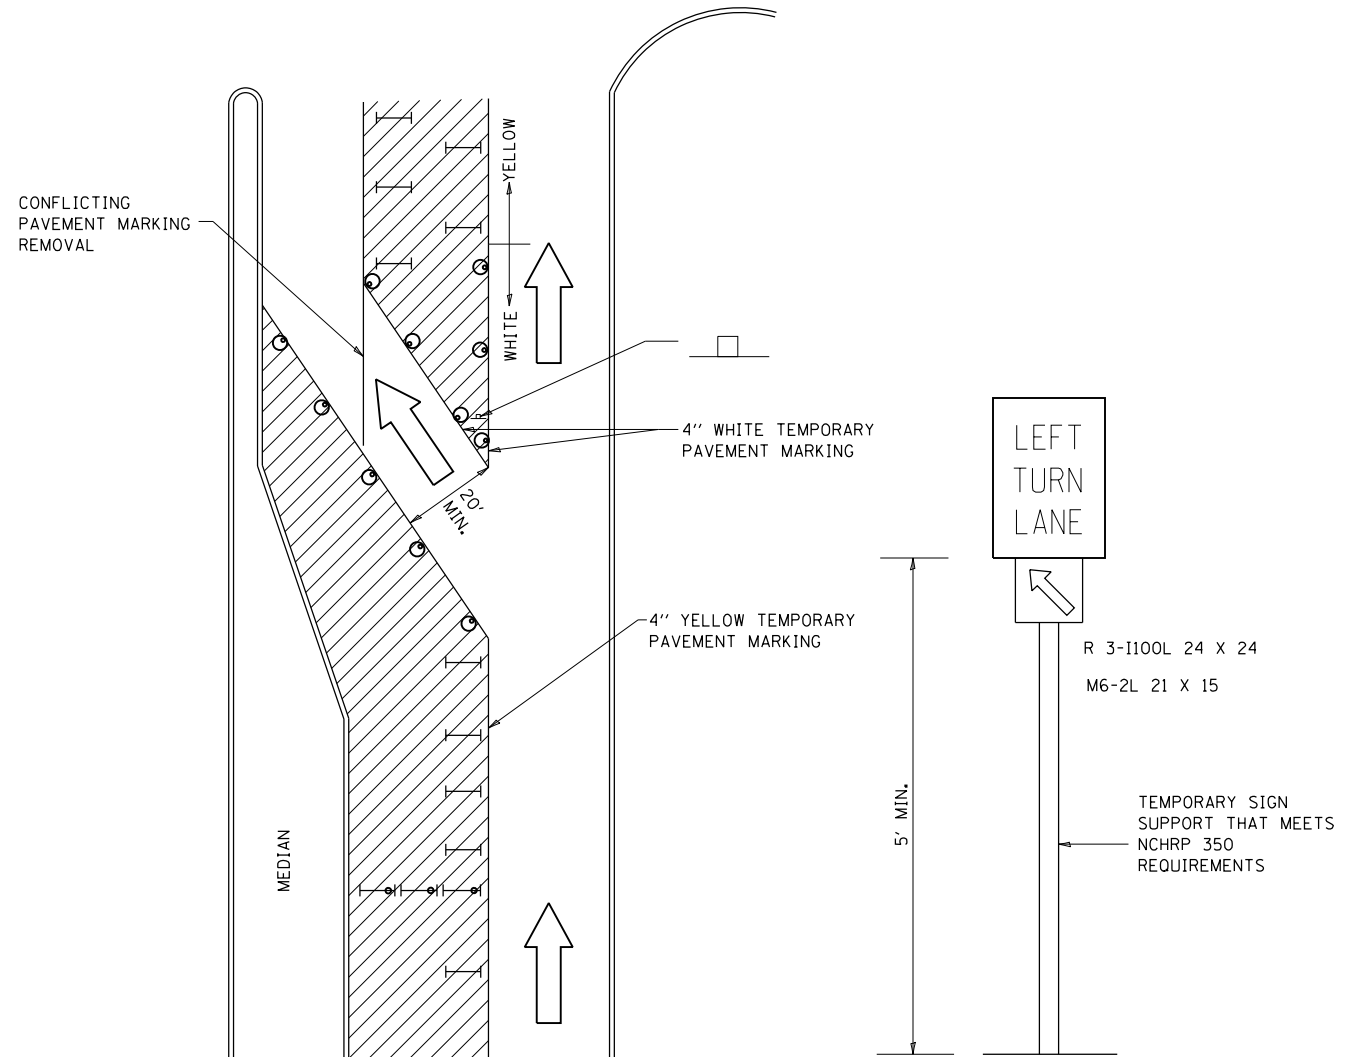 CONFLICTING
PAVEMENT MARKING
REMOVAL
YELLOW
WHITE
4'' WHITE TEMPORARY
PAVEMENT MARKING
20'
MIN.
4'' YELLOW TEMPORARY
PAVEMENT MARKING
MEDIAN
LEFT
TURN
LANE
R 3-I100L 24 X 24
M6-2L 21 X 15
5' MIN.
TEMPORARY SIGN
SUPPORT THAT MEETS
NCHRP 350
REQUIREMENTS